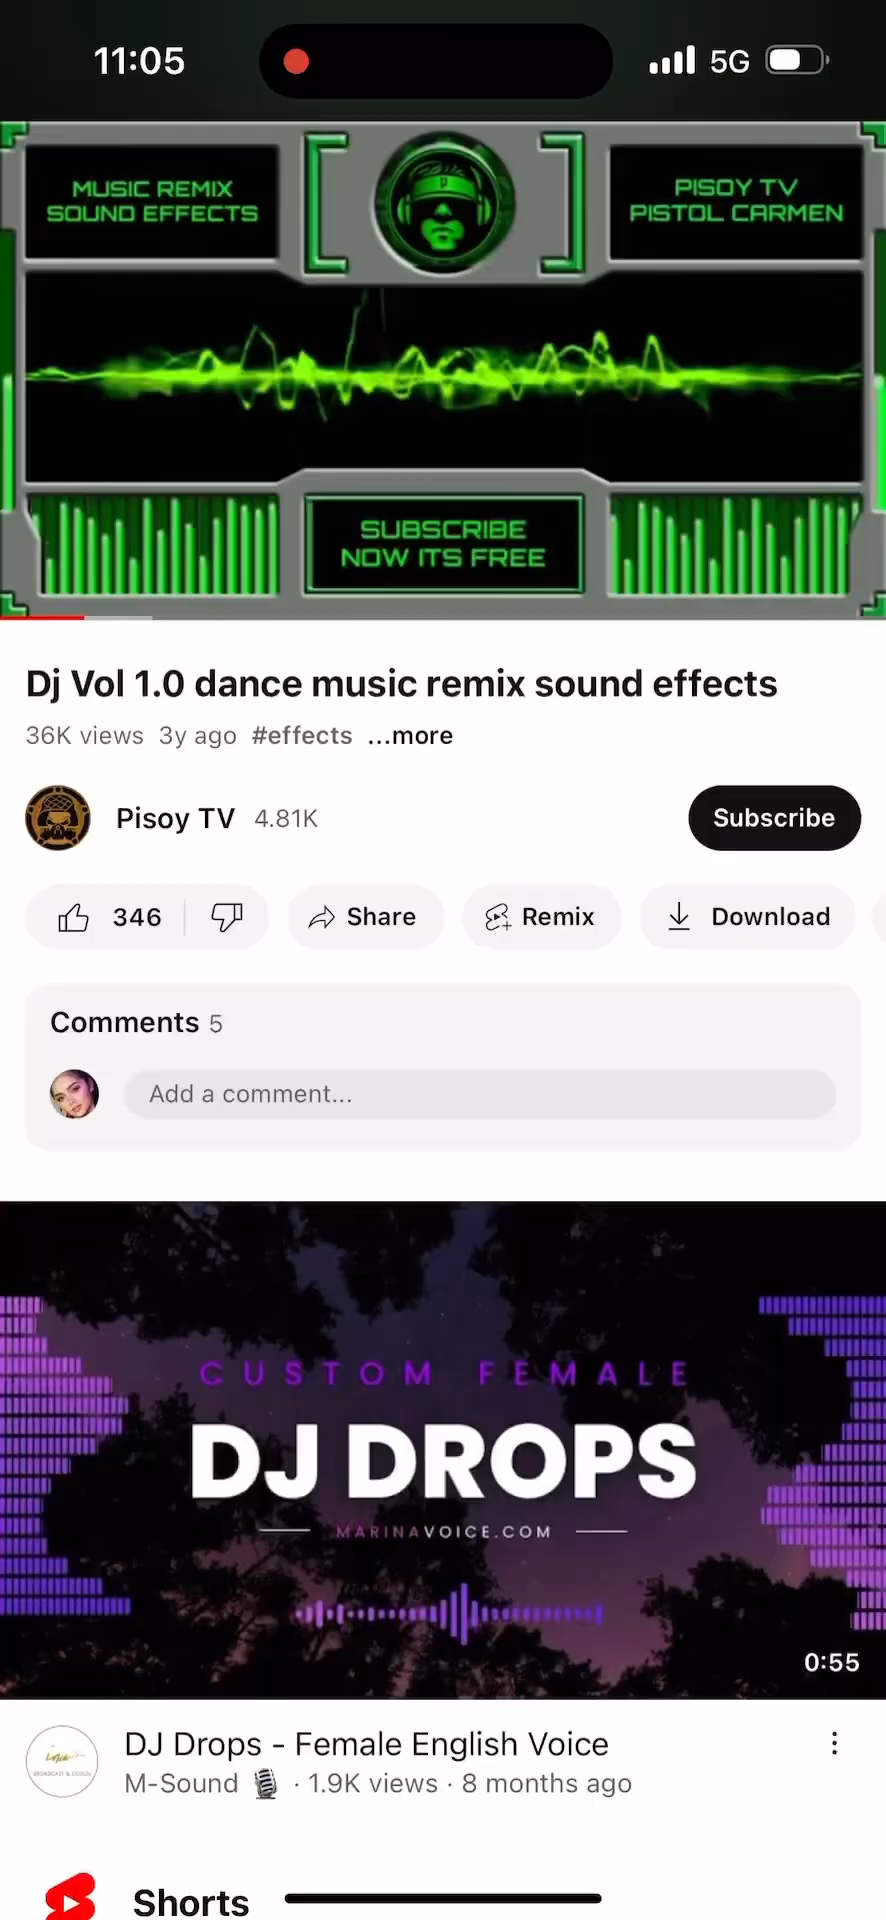 11:05
5G
MUSIC REMIX
SOUND EFFECTS
PISOY TV
PISTOL CARMEN
SUBSCRIBE
NOW ITS FREE
Dj Vol 1.0 dance music remix sound effects
36K views 3y ago #effects ...more
Pisoy TV 4.81K
Subscribe
346
Share
Remix
Download
Comments 5
Add a comment...
CUSTOM FEMALE
DJ DROPS
MARINAVOICE.COM
0:55
DJ Drops - Female English Voice
M-Sound 🎙 · 1.9K views · 8 months ago
Shorts